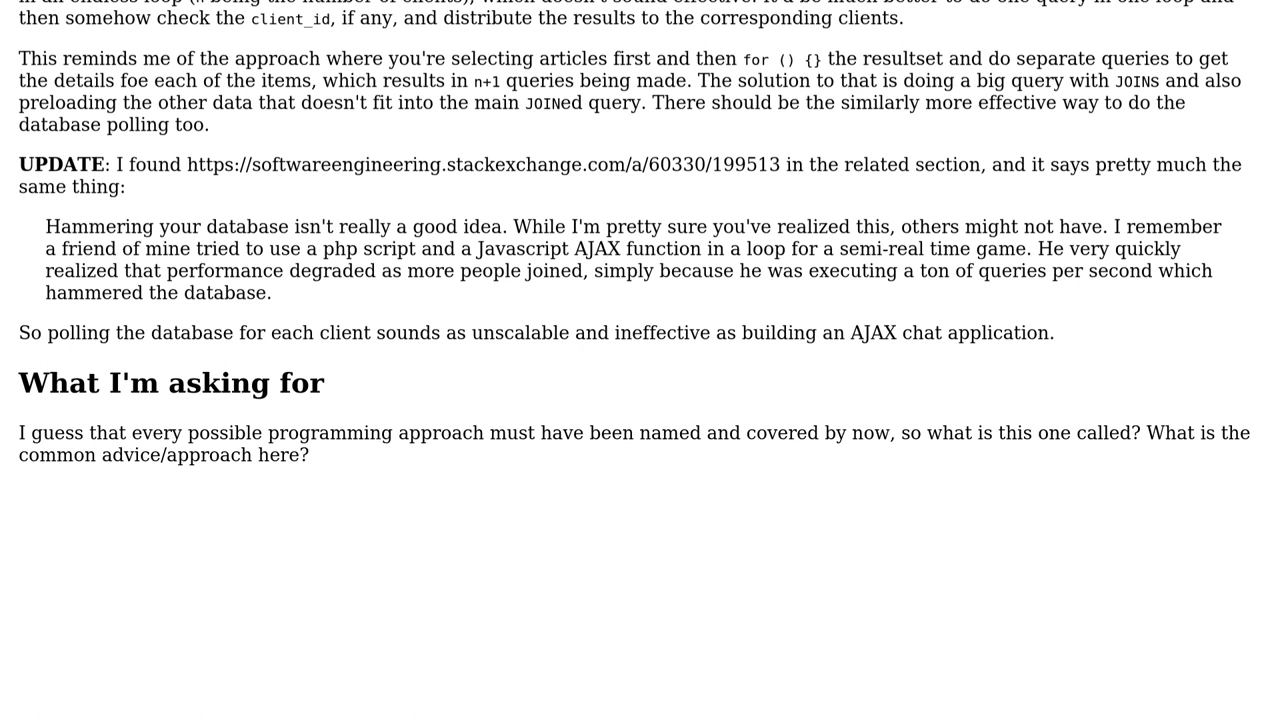 then somehow check the client_id, if any, and distribute the results to the corresponding clients.
This reminds me of the approach where you're selecting articles first and then for () {} the resultset and do separate queries to get
the details foe each of the items, which results in n+1 queries being made. The solution to that is doing a big query with JOINs and also
preloading the other data that doesn't fit into the main JOINed query. There should be the similarly more effective way to do the
database polling too.
UPDATE: I found https://softwareengineering.stackexchange.com/a/60330/199513 in the related section, and it says pretty much the
same thing:
Hammering your database isn't really a good idea. While I'm pretty sure you've realized this, others might not have. I remember
a friend of mine tried to use a php script and a Javascript AJAX function in a loop for a semi-real time game. He very quickly
realized that performance degraded as more people joined, simply because he was executing a ton of queries per second which
hammered the database.
So polling the database for each client sounds as unscalable and ineffective as building an AJAX chat application.
What I'm asking for
I guess that every possible programming approach must have been named and covered by now, so what is this one called? What is the
common advice/approach here?